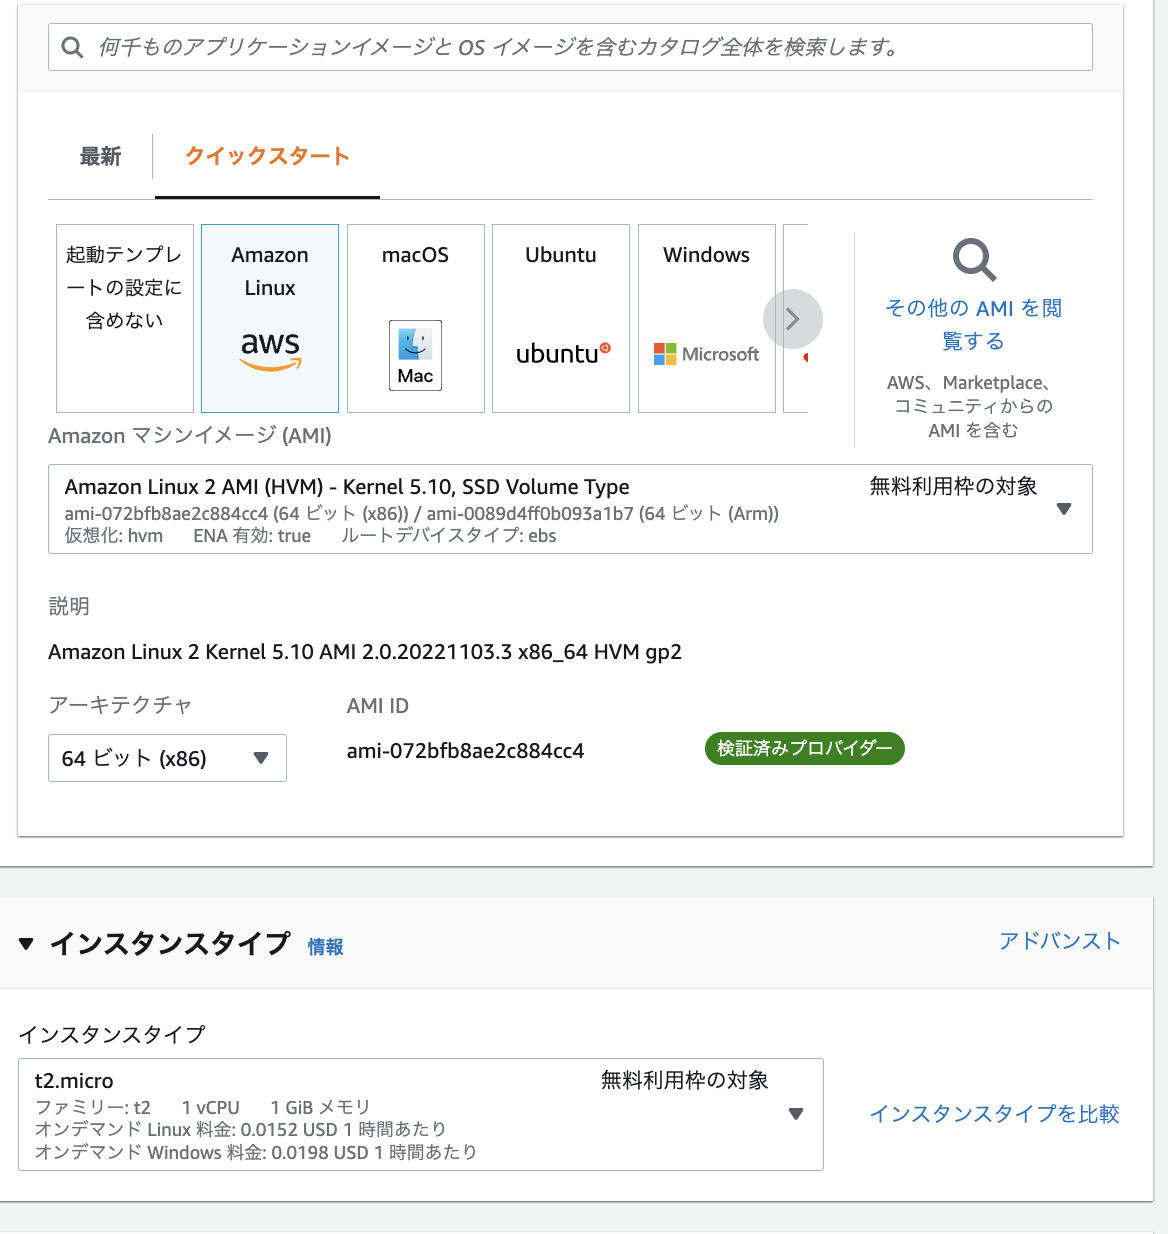 何千ものアプリケーションイメージと OS イメージを含むカタログ全体を検索します。
最新
クイックスタート
起動テンプレ
ートの設定に
含めない
Amazon
Linux
aws
macOS
Mac
Ubuntu
ubuntu
Windows
Microsoft
その他の AMI を閲
覧する
AWS、Marketplace、
コミュニティからの
AMI を含む
Amazon マシンイメージ (AMI)
Amazon Linux 2 AMI (HVM) - Kernel 5.10, SSD Volume Type
無料利用枠の対象
ami-072bfb8ae2c884cc4 (64 ビット (x86)) / ami-0089d4ff0b093a1b7 (64 ビット (Arm))
仮想化: hvm ENA 有効: true ルートデバイスタイプ: ebs
説明
Amazon Linux 2 Kernel 5.10 AMI 2.0.20221103.3 x86_64 HVM gp2
アーキテクチャ
AMI ID
64 ビット (x86)
ami-072bfb8ae2c884cc4
検証済みプロバイダー
インスタンスタイプ 情報
アドバンスト
インスタンスタイプ
t2.micro
無料利用枠の対象
ファミリー: t2 1 vCPU 1 GiB メモリ
オンデマンド Linux 料金: 0.0152 USD 1 時間あたり
オンデマンド Windows 料金: 0.0198 USD 1 時間あたり
インスタンスタイプを比較